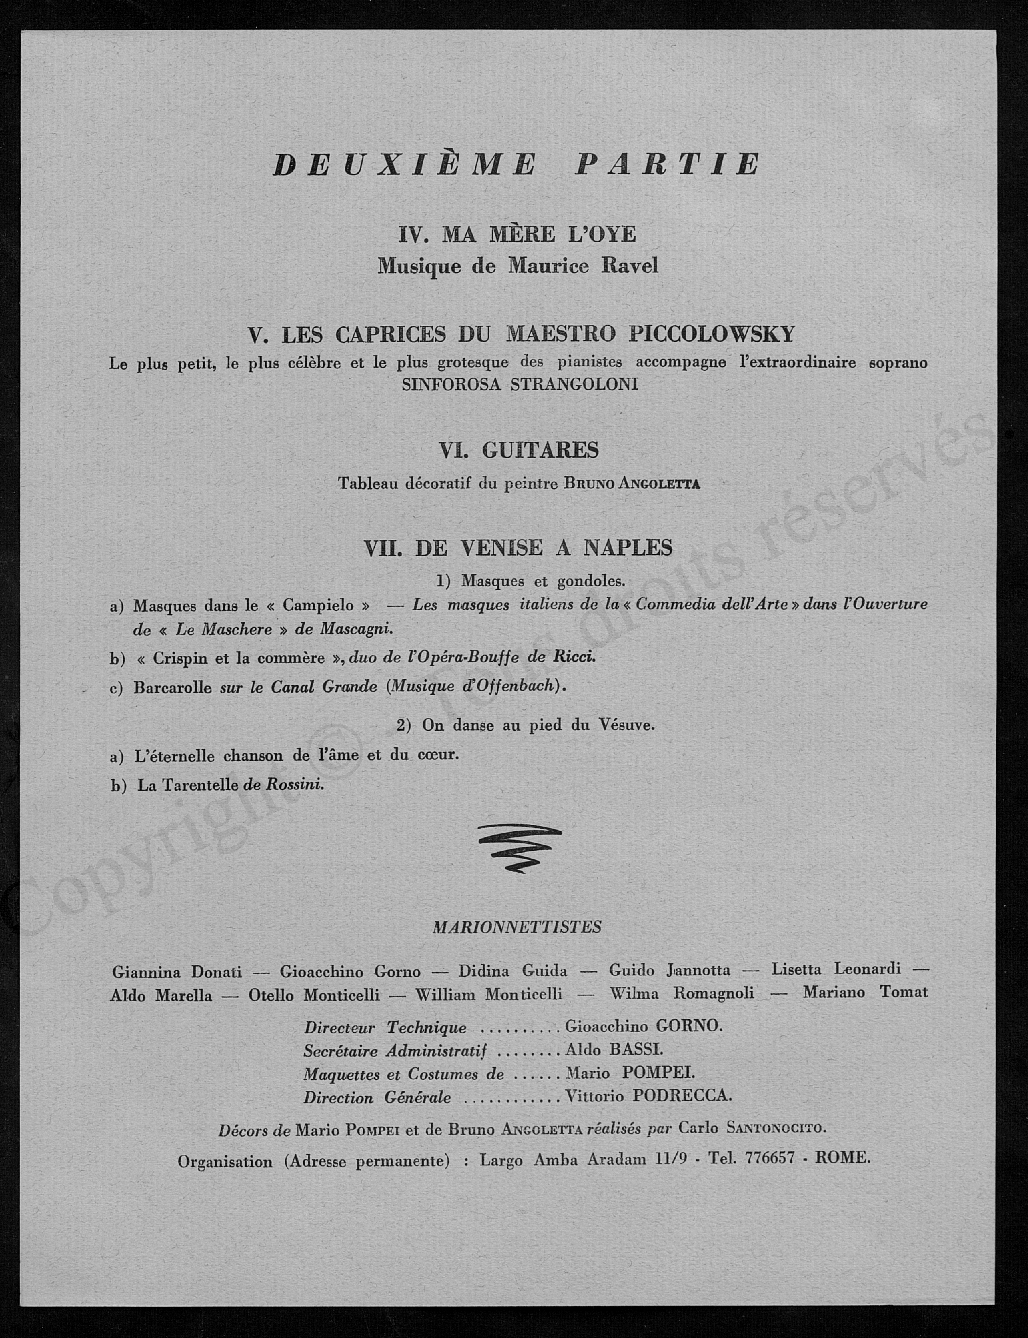 DEUXIÈME PARTIE
IV. MA MÈRE L'OYE
Musique de Maurice Ravel
V. LES CAPRICES DU MAESTRO PICCOLOWSKY
Le plus petit, le plus célèbre et le plus grotesque des pianistes accompagne l'extraordinaire soprano
SINFOROSA STRANGOLONI
VI. GUITARES
Tableau décoratif du peintre BRUNO ANGOLETTA
VII. DE VENISE A NAPLES
1) Masques et gondoles.
a) Masques dans le « Campielo » — Les masques italiens de la « Commedia dell'Arte » dans l'Ouverture
de « Le Maschere » de Mascagni.
b) « Crispin et la commère », duo de l'Opéra-Bouffe de Ricci.
c) Barcarolle sur le Canal Grande (Musique d'Offenbach).
2) On danse au pied du Vésuve.
a) L'éternelle chanson de l'âme et du cœur.
b) La Tarentelle de Rossini.
MARIONNETTISTES
Giannina Donati — Gioacchino Gorno — Didina Guida — Guido Jannotta — Lisetta Leonardi —
Aldo Marella — Otello Monticelli — William Monticelli — Wilma Romagnoli — Mariano Tomat
Directeur Technique .......... Gioacchino GORNO.
Secrétaire Administratif ........ Aldo BASSI.
Maquettes et Costumes de ...... Mario POMPEI.
Direction Générale ............ Vittorio PODRECCA.
Décors de Mario POMPEI et de Bruno ANGOLETTA réalisés par Carlo SANTONOCITO.
Organisation (Adresse permanente) : Largo Amba Aradam 11/9 - Tel. 776657 - ROME.
Copyright © - Tous droits réservés